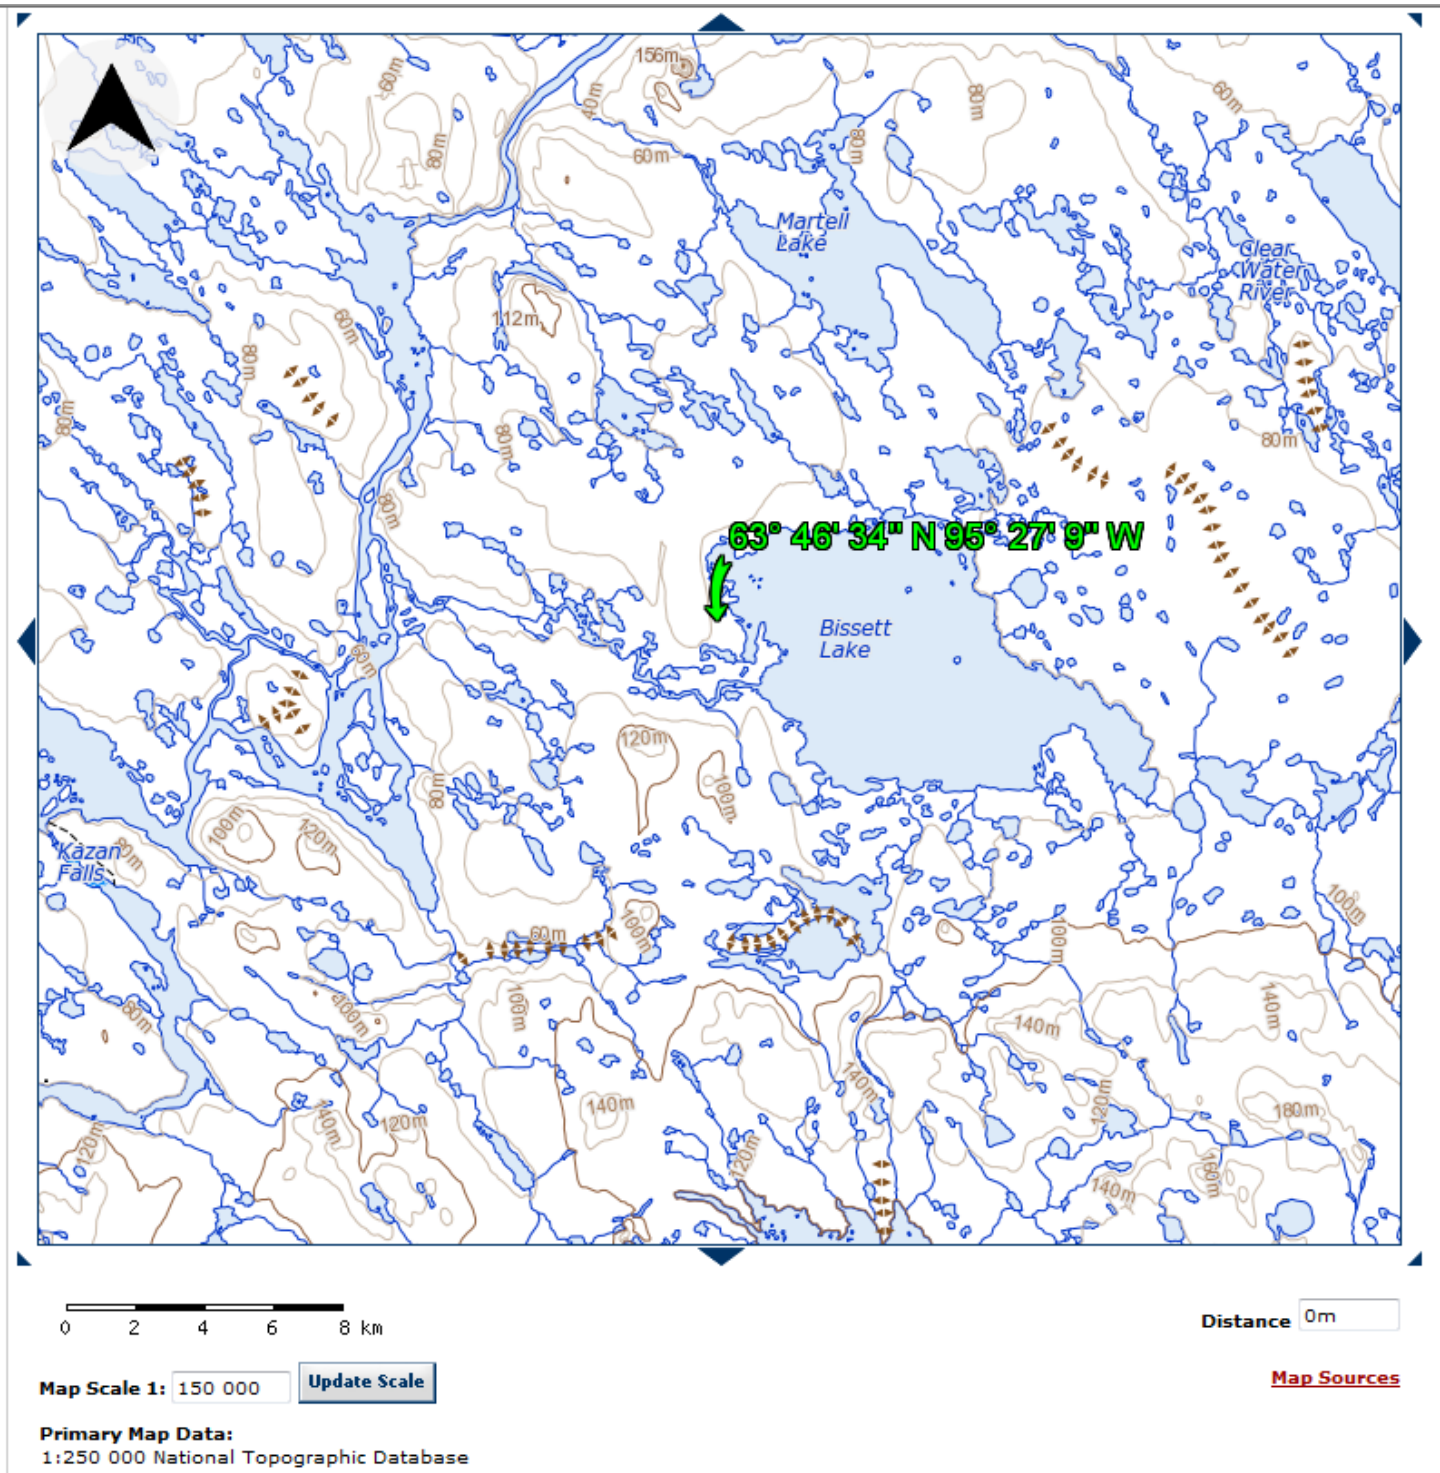 156m
60m
40m
80m
60m
80m
60m
80m
80m
Martell
Lake
Clear
Water
River
112m
60m
80m
80m
80m
80m
80m
63° 46' 34" N 95° 27' 9" W
Bissett
Lake
60m
120m
80m
100m
100m
120m
Kazan
Falls
80m
100m
60m
100m
100m
80m
100m
100m
140m
140m
140m
120m
140m
180m
140m
120m
120m
120m
160m
140m
0 2 4 6 8 km
Distance 0m
Map Scale 1: 150 000 Update Scale
Map Sources
Primary Map Data:
1:250 000 National Topographic Database